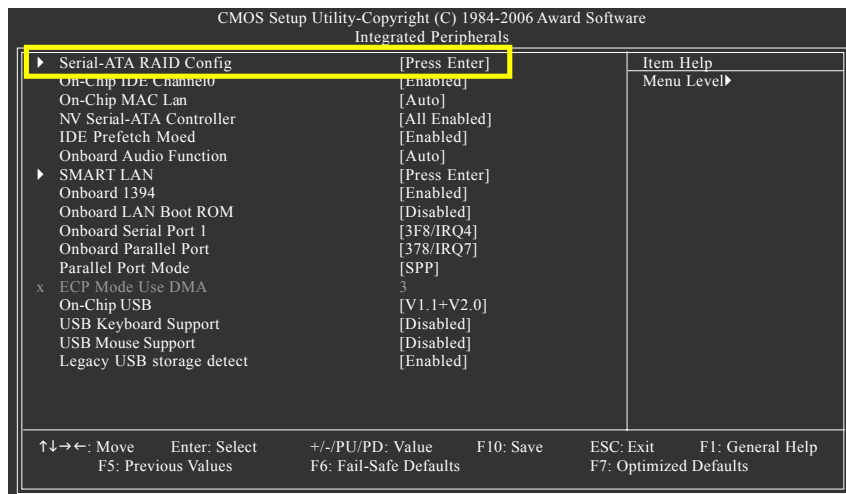 CMOS Setup Utility-Copyright (C) 1984-2006 Award Software
Integrated Peripherals
Serial-ATA RAID Config [Press Enter] Item Help
On-Chip IDE Channel0 [Enabled] Menu Level
On-Chip MAC Lan [Auto]
NV Serial-ATA Controller [All Enabled]
IDE Prefetch Moed [Enabled]
Onboard Audio Function [Auto]
SMART LAN [Press Enter]
Onboard 1394 [Enabled]
Onboard LAN Boot ROM [Disabled]
Onboard Serial Port 1 [3F8/IRQ4]
Onboard Parallel Port [378/IRQ7]
Parallel Port Mode [SPP]
x ECP Mode Use DMA 3
On-Chip USB [V1.1+V2.0]
USB Keyboard Support [Disabled]
USB Mouse Support [Disabled]
Legacy USB storage detect [Enabled]
↑↓→←: Move Enter: Select +/-/PU/PD: Value F10: Save ESC: Exit F1: General Help
F5: Previous Values F6: Fail-Safe Defaults F7: Optimized Defaults